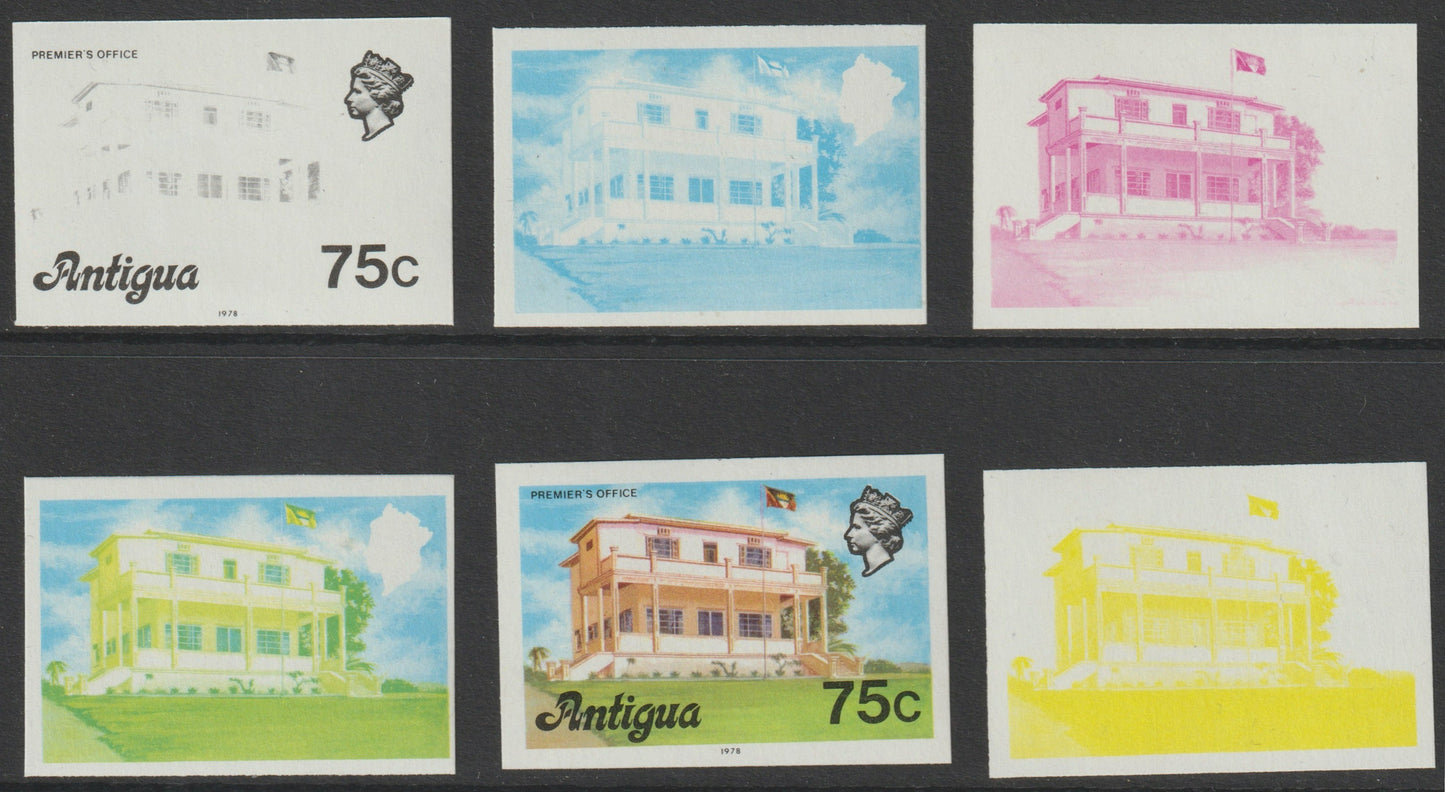 PREMIER'S OFFICE
Antigua 75c
1978
PREMIER'S OFFICE
Antigua 75c
1978